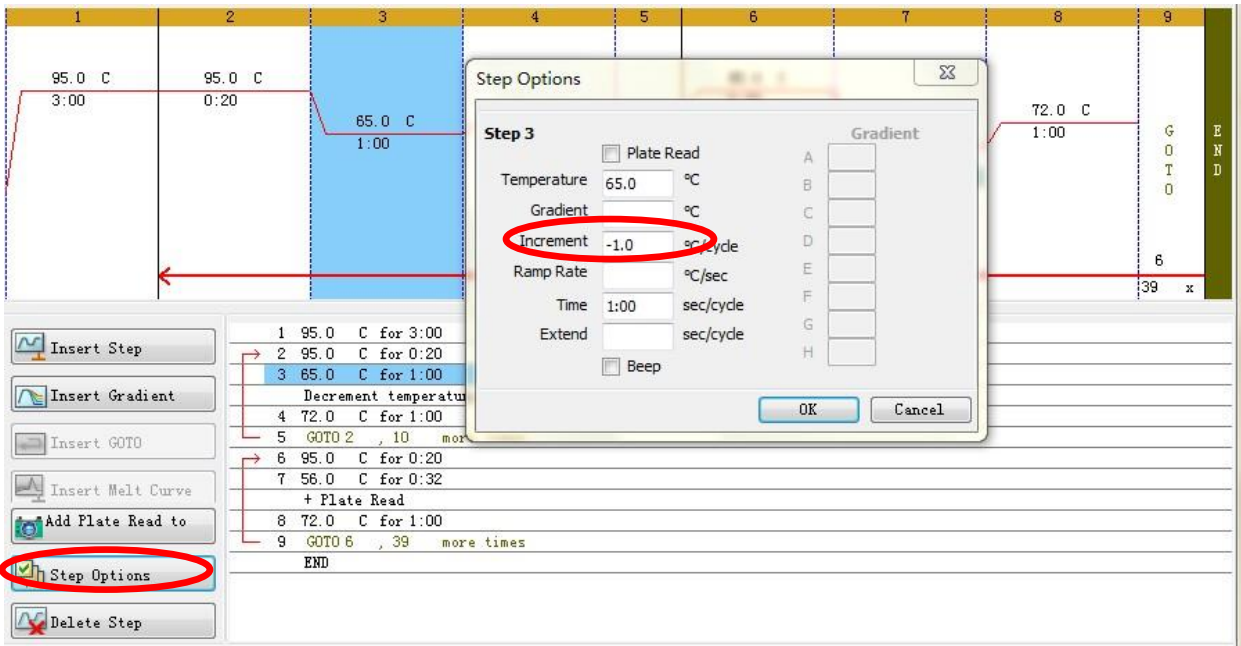 1 2 3 4 5 6 7 8 9
95.0 C
3:00
95.0 C
0:20
65.0 C
1:00
72.0 C
1:00
GOTO
END
6
39 x
Step Options
Step 3
Plate Read
Temperature 65.0 ºC
Gradient ºC
Increment -1.0 ºC/cycle
Ramp Rate ºC/sec
Time 1:00 sec/cycle
Extend sec/cycle
Beep
Gradient
A
B
C
D
E
F
G
H
OK Cancel
Insert Step
Insert Gradient
Insert GOTO
Insert Melt Curve
Add Plate Read to
Step Options
Delete Step
1 95.0 C for 3:00
2 95.0 C for 0:20
3 65.0 C for 1:00
Decrement
4 72.0 C for 1:00
5 GOTO 2 , 10
6 95.0 C for 0:20
7 56.0 C for 0:32
+ Plate Read
8 72.0 C for 1:00
9 GOTO 6 , 39 more times
END